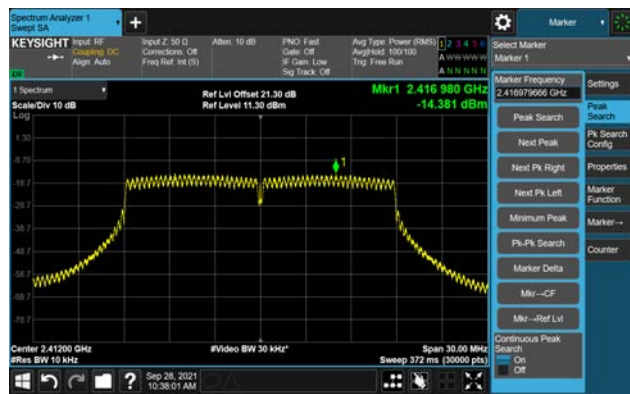 Spectrum Analyzer 1
Swept SA
+
Marker
KEYSIGHT
Input: RF
Coupling: DC
Align: Auto
Input Z: 50 Ω
Corrections: Off
Freq Ref: Int (S)
Atten: 10 dB
PNO: Fast
Gate: Off
IF Gain: Low
Sig Track: Off
Avg Type: Power (RMS)
Avg|Hold: 100/100
Trig: Free Run
1 2 3 4 5 6
A W W W W W
A N N N N N
Select Marker
Marker 1
1 Spectrum
Scale/Div 10 dB
Log
Ref Lvl Offset 21.30 dB
Ref Level 11.30 dBm
Mkr1 2.416 980 GHz
-14.381 dBm
Marker Frequency
2.416979666 GHz
Settings
Peak Search
Peak
Search
Next Peak
Pk Search
Config
Next Pk Right
Properties
Next Pk Left
Marker
Function
Minimum Peak
Marker→
Pk-Pk Search
Counter
Marker Delta
Mkr→CF
Mkr→Ref Lvl
Continuous Peak
Search
On
Off
1.30
-8.70
-18.7
-28.7
-38.7
-48.7
-58.7
-68.7
-78.7
1
Center 2.41200 GHz
#Res BW 10 kHz
#Video BW 30 kHz*
Span 30.00 MHz
Sweep 372 ms (30000 pts)
?
Sep 28, 2021
10:38:01 AM